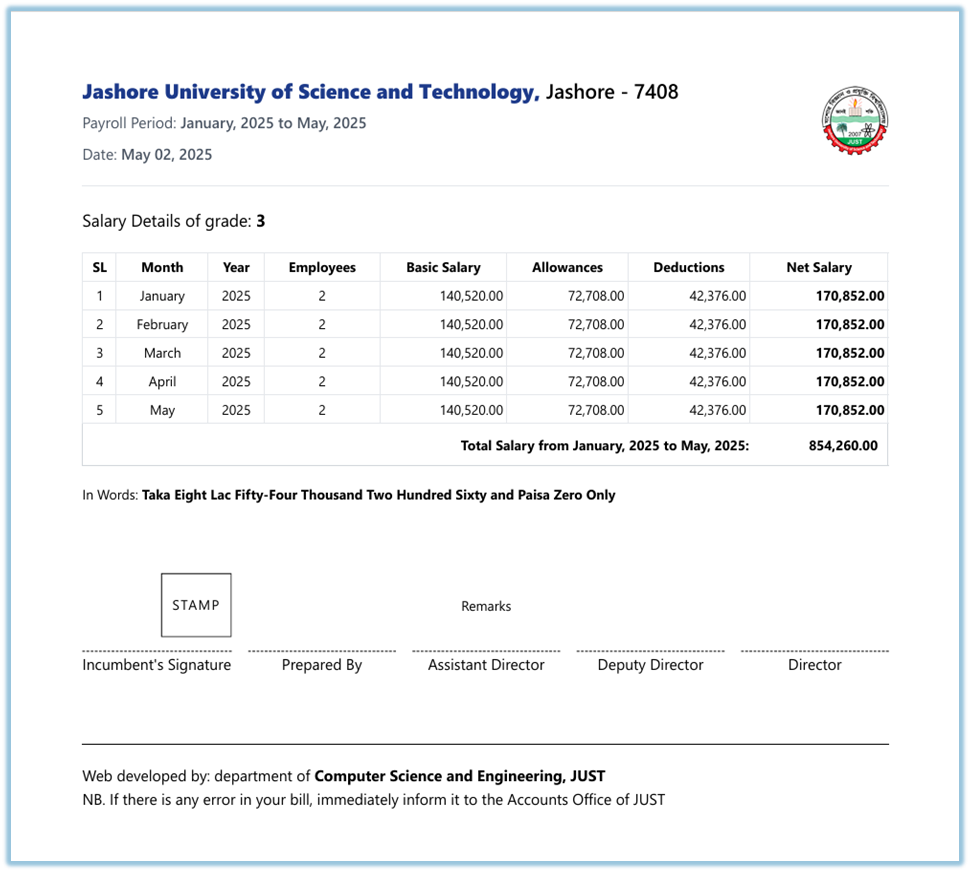 Jashore University of Science and Technology, Jashore - 7408
Payroll Period: January, 2025 to May, 2025
Date: May 02, 2025
2007
JUST
Salary Details of grade: 3
SL Month Year Employees Basic Salary Allowances Deductions Net Salary
1 January 2025 2 140,520.00 72,708.00 42,376.00 170,852.00
2 February 2025 2 140,520.00 72,708.00 42,376.00 170,852.00
3 March 2025 2 140,520.00 72,708.00 42,376.00 170,852.00
4 April 2025 2 140,520.00 72,708.00 42,376.00 170,852.00
5 May 2025 2 140,520.00 72,708.00 42,376.00 170,852.00
Total Salary from January, 2025 to May, 2025: 854,260.00
In Words: Taka Eight Lac Fifty-Four Thousand Two Hundred Sixty and Paisa Zero Only
STAMP
Remarks
Incumbent's Signature Prepared By Assistant Director Deputy Director Director
Web developed by: department of Computer Science and Engineering, JUST
NB. If there is any error in your bill, immediately inform it to the Accounts Office of JUST